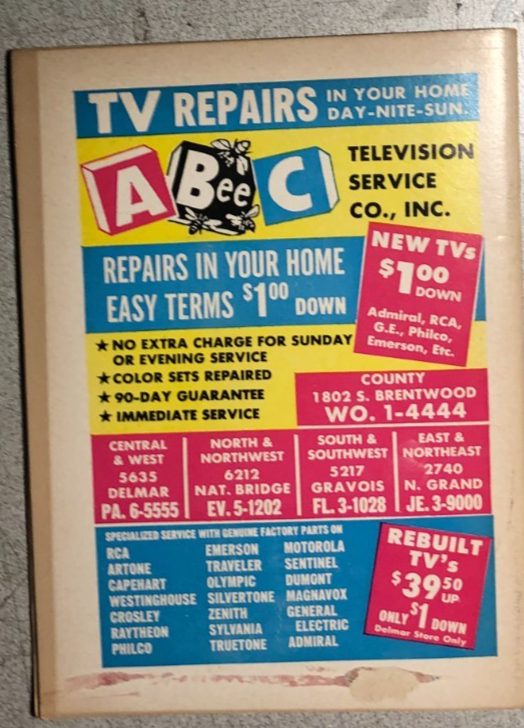 TV REPAIRS IN YOUR HOME
DAY-NITE-SUN.
A Bee C
TELEVISION
SERVICE
CO., INC.
REPAIRS IN YOUR HOME
EASY TERMS $1 00 DOWN
NEW TVs
$1 00
DOWN
Admiral, RCA,
G.E., Philco,
Emerson, Etc.
★ NO EXTRA CHARGE FOR SUNDAY
OR EVENING SERVICE
★ COLOR SETS REPAIRED
★ 90-DAY GUARANTEE
★ IMMEDIATE SERVICE
COUNTY
1802 S. BRENTWOOD
WO. 1-4444
CENTRAL
& WEST
5635
DELMAR
PA. 6-5555
NORTH &
NORTHWEST
6212
NAT. BRIDGE
EV. 5-1202
SOUTH &
SOUTHWEST
5217
GRAVOIS
FL. 3-1028
EAST &
NORTHEAST
2740
N. GRAND
JE. 3-9000
SPECIALIZED SERVICE WITH GENUINE FACTORY PARTS ON
RCA
ARTONE
CAPEHART
WESTINGHOUSE
CROSLEY
RAYTHEON
PHILCO
EMERSON
TRAVELER
OLYMPIC
SILVERTONE
ZENITH
SYLVANIA
TRUETONE
MOTOROLA
SENTINEL
DUMONT
MAGNAVOX
GENERAL
ELECTRIC
ADMIRAL
REBUILT
TV's
$39 50
UP
ONLY $1 DOWN
Delmar Store Only